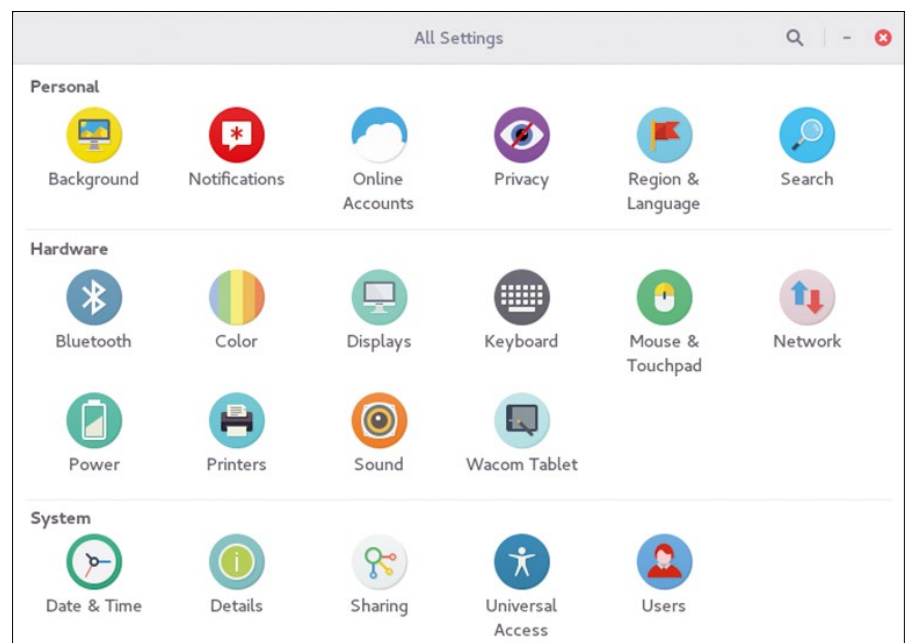 All Settings
Personal
Background
Notifications
Online
Accounts
Privacy
Region &
Language
Search
Hardware
Bluetooth
Color
Displays
Keyboard
Mouse &
Touchpad
Network
Power
Printers
Sound
Wacom Tablet
System
Date & Time
Details
Sharing
Universal
Access
Users